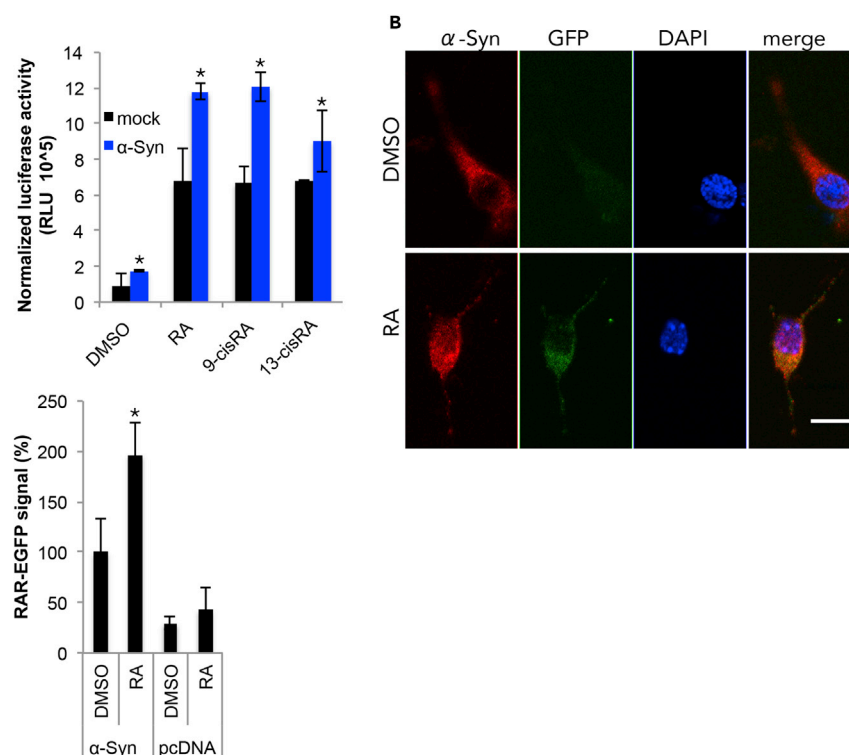 14
12
10
8
6
4
2
0
Normalized luciferase activity
(RLU 10^5)
mock
α-Syn
*
*
*
*
DMSO
RA
9-cisRA
13-cisRA
B
α-Syn GFP DAPI merge
DMSO
RA
250
200
150
100
50
0
RAR-EGFP signal (%)
*
DMSO
RA
DMSO
RA
α-Syn pcDNA